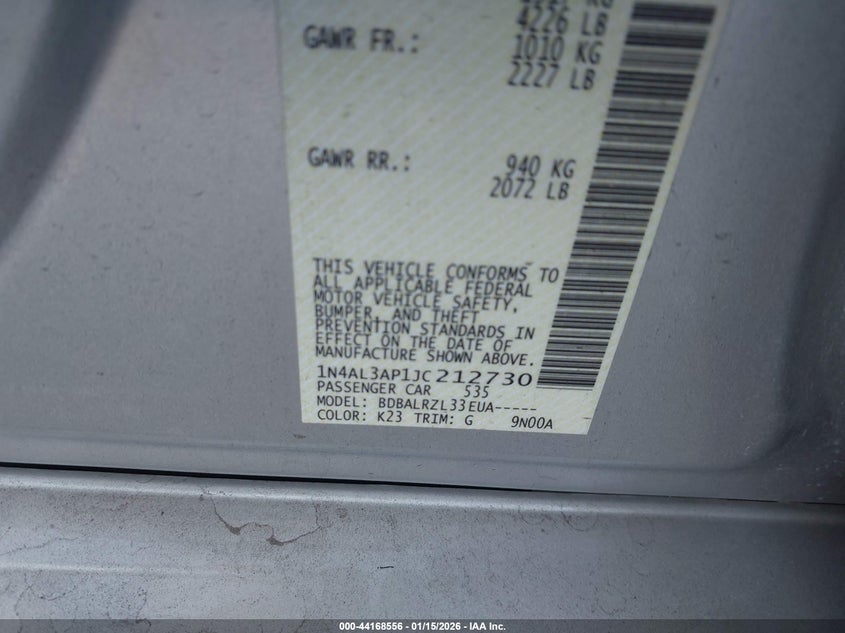 4226 LB
GAWR FR.: 1010 KG
2227 LB
GAWR RR.: 940 KG
2072 LB
THIS VEHICLE CONFORMS TO
ALL APPLICABLE FEDERAL
MOTOR VEHICLE SAFETY,
BUMPER, AND THEFT
PREVENTION STANDARDS IN
EFFECT ON THE DATE OF
MANUFACTURE SHOWN ABOVE.
1N4AL3AP1JC212730
PASSENGER CAR 535
MODEL: BDBALRZL33EUA-----
COLOR: K23 TRIM: G 9N00A
000-44168556 - 01/15/2026 - IAA Inc.